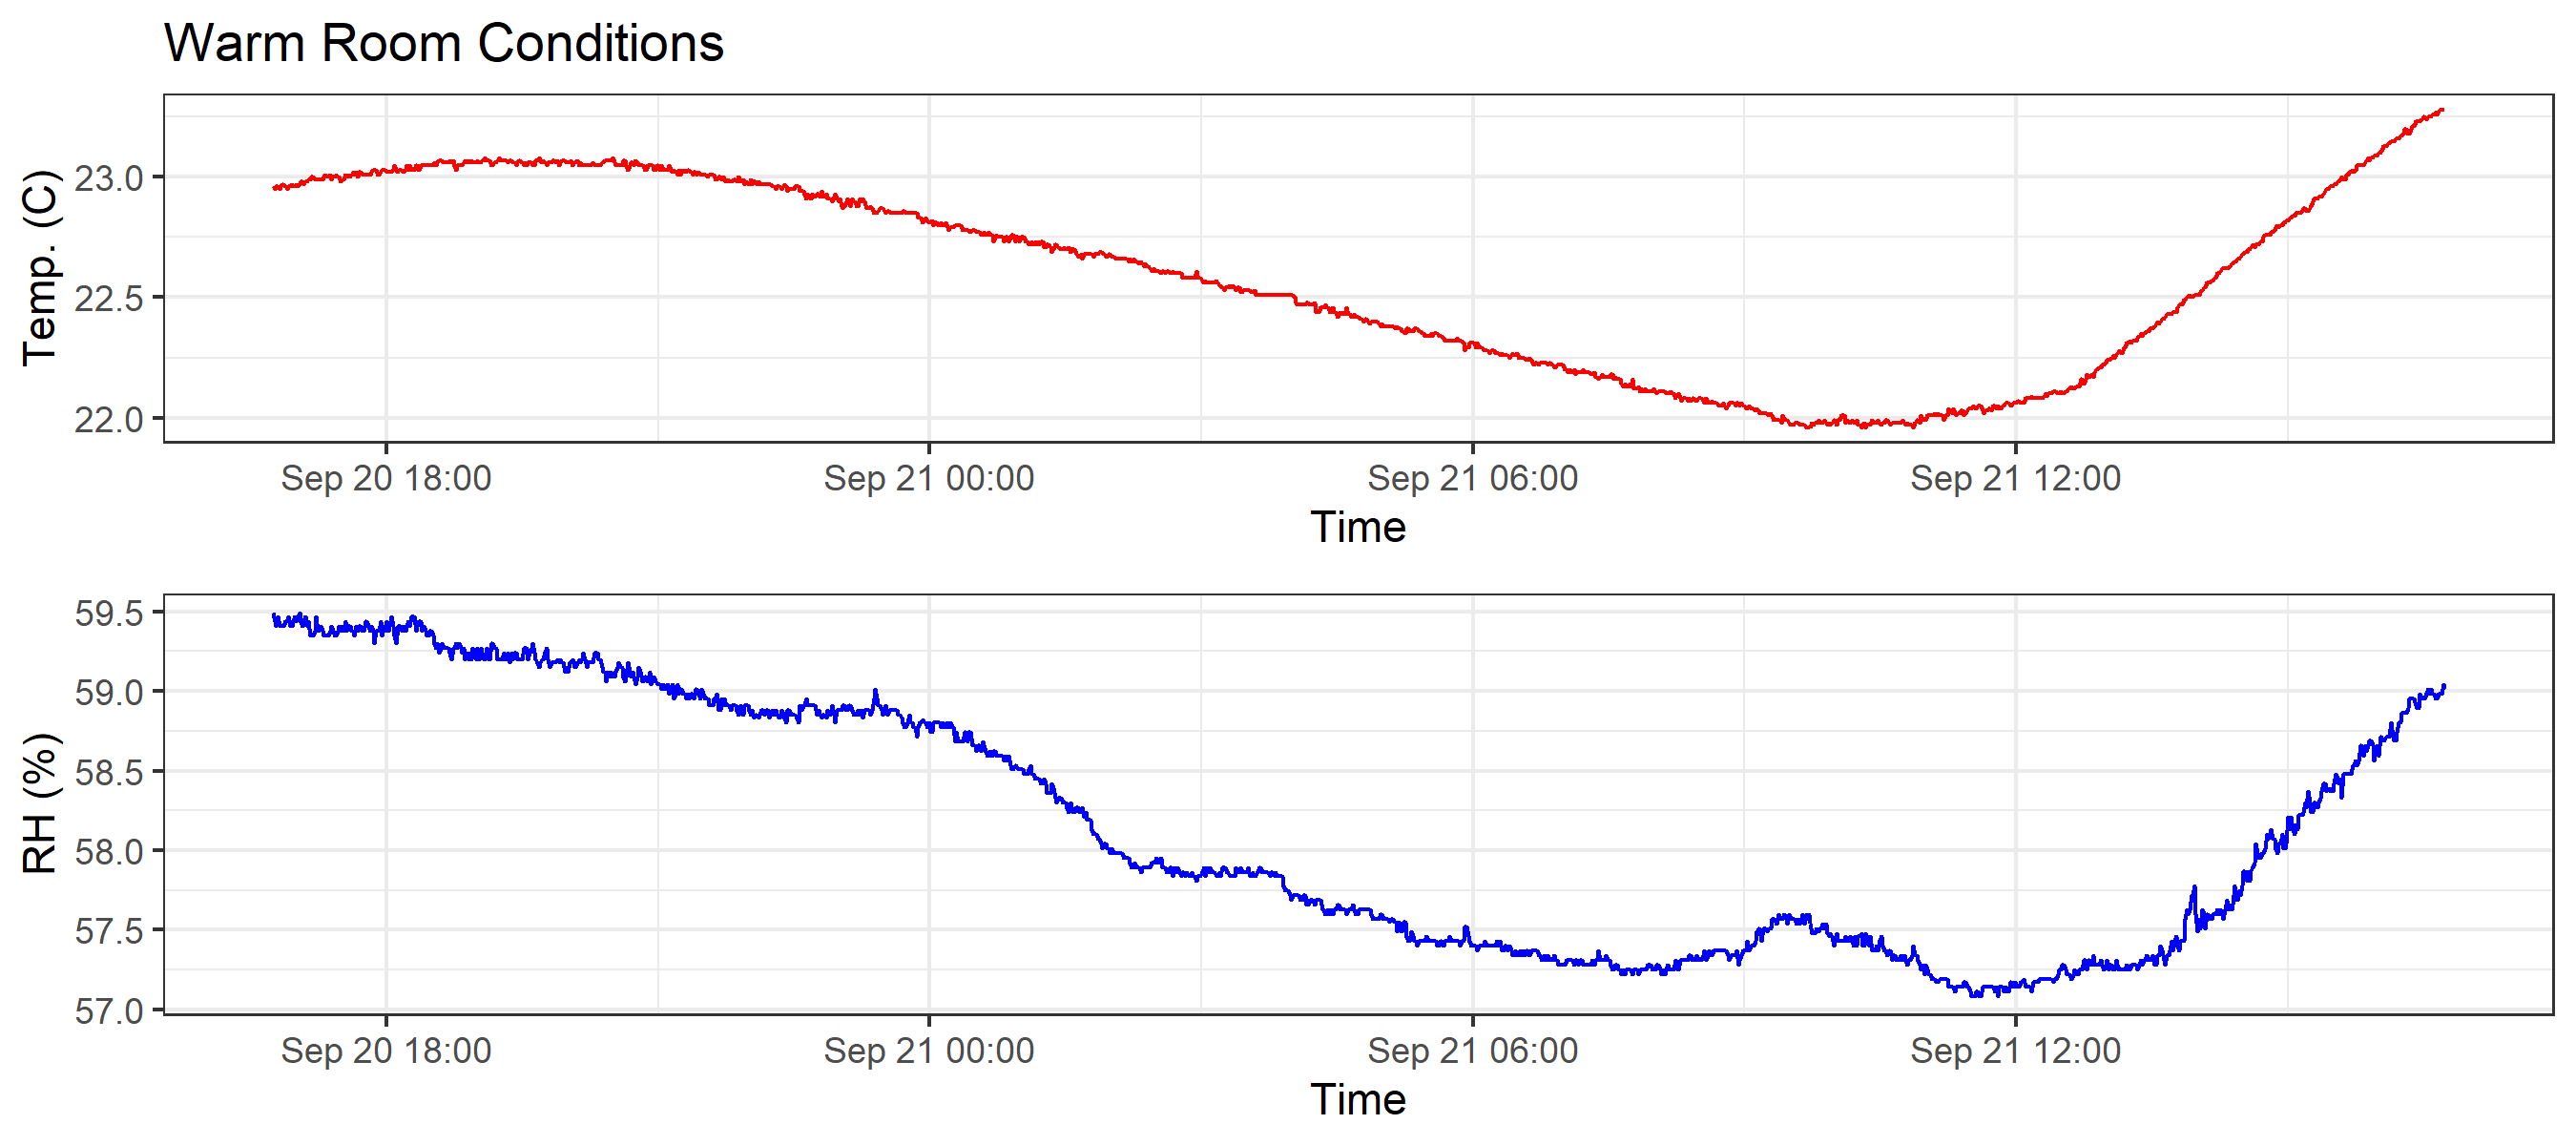 Warm Room Conditions
Temp. (C)
23.0
22.5
22.0
Sep 20 18:00 Sep 21 00:00 Sep 21 06:00 Sep 21 12:00
Time
RH (%)
59.5
59.0
58.5
58.0
57.5
57.0
Sep 20 18:00 Sep 21 00:00 Sep 21 06:00 Sep 21 12:00
Time